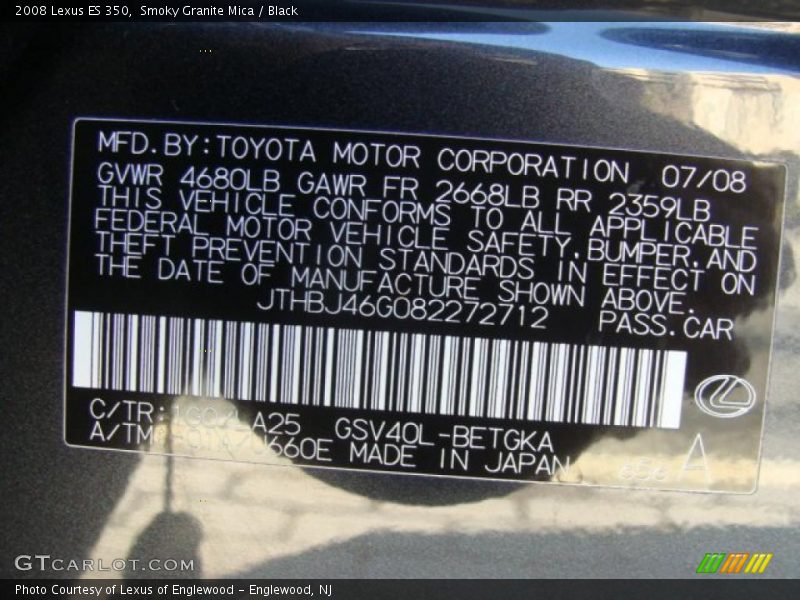 2008 Lexus ES 350,  Smoky Granite Mica / Black
MFD.BY:TOYOTA MOTOR CORPORATION 07/08
GVWR 4680LB GAWR FR 2668LB RR 2359LB
THIS VEHICLE CONFORMS TO ALL APPLICABLE
FEDERAL MOTOR VEHICLE SAFETY,BUMPER,AND
THEFT PREVENTION STANDARDS IN EFFECT ON
THE DATE OF MANUFACTURE SHOWN ABOVE.
JTHBJ46G082272712 PASS.CAR
C/TR: A25 GSV40L-BETGKA
A/TM: U660E MADE IN JAPAN A
GTCARLOT.COM
Photo Courtesy of Lexus of Englewood - Englewood, NJ